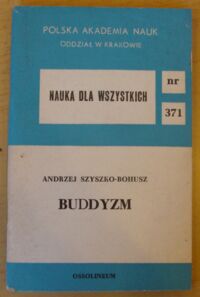 POLSKA AKADEMIA NAUK
ODDZIAŁ W KRAKOWIE
NAUKA DLA WSZYSTKICH
nr
371
ANDRZEJ SZYSZKO-BOHUSZ
BUDDYZM
OSSOLINEUM